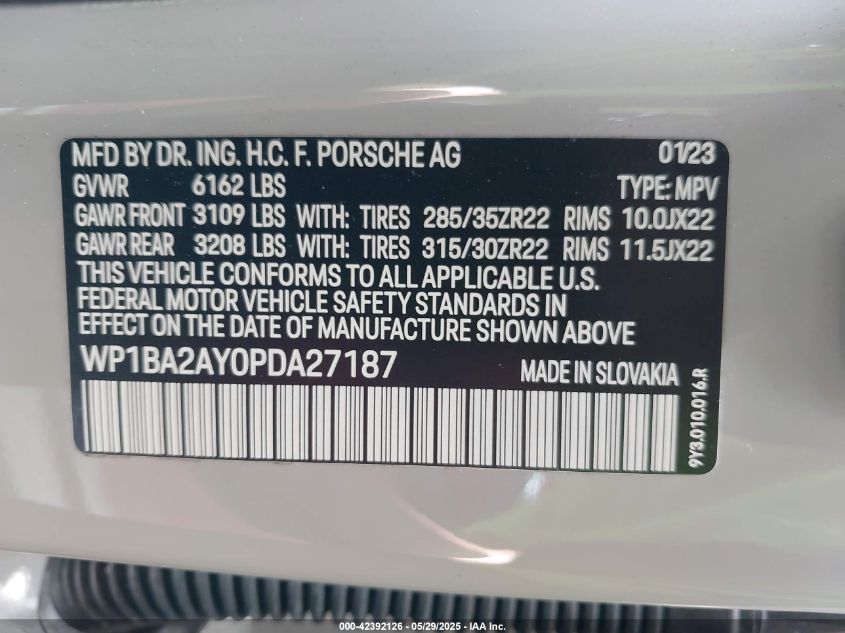 MFD BY DR. ING. H.C. F. PORSCHE AG 01/23
GVWR 6162 LBS TYPE: MPV
GAWR FRONT 3109 LBS WITH: TIRES 285/35ZR22 RIMS 10.0JX22
GAWR REAR 3208 LBS WITH: TIRES 315/30ZR22 RIMS 11.5JX22
THIS VEHICLE CONFORMS TO ALL APPLICABLE U.S.
FEDERAL MOTOR VEHICLE SAFETY STANDARDS IN
EFFECT ON THE DATE OF MANUFACTURE SHOWN ABOVE
WP1BA2AY0PDA27187 MADE IN SLOVAKIA
9Y3.010.016.R
000-42392126 - 05/29/2025 - IAA Inc.